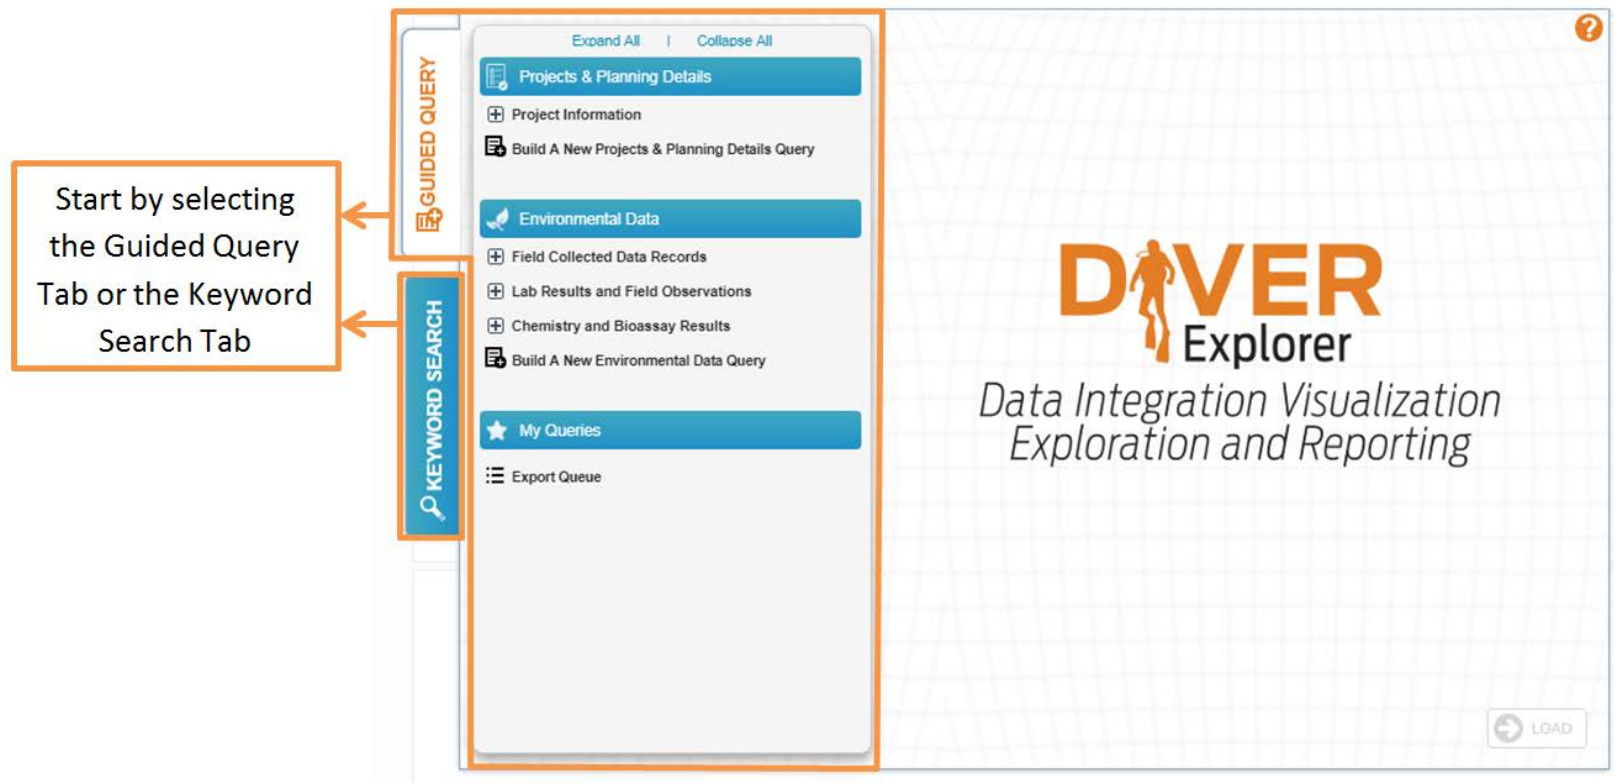 Start by selecting
the Guided Query
Tab or the Keyword
Search Tab
GUIDED QUERY
KEYWORD SEARCH
Expand All | Collapse All
Projects & Planning Details
Project Information
Build A New Projects & Planning Details Query
Environmental Data
Field Collected Data Records
Lab Results and Field Observations
Chemistry and Bioassay Results
Build A New Environmental Data Query
My Queries
Export Queue
?
DIVER
Explorer
Data Integration Visualization
Exploration and Reporting
LOAD